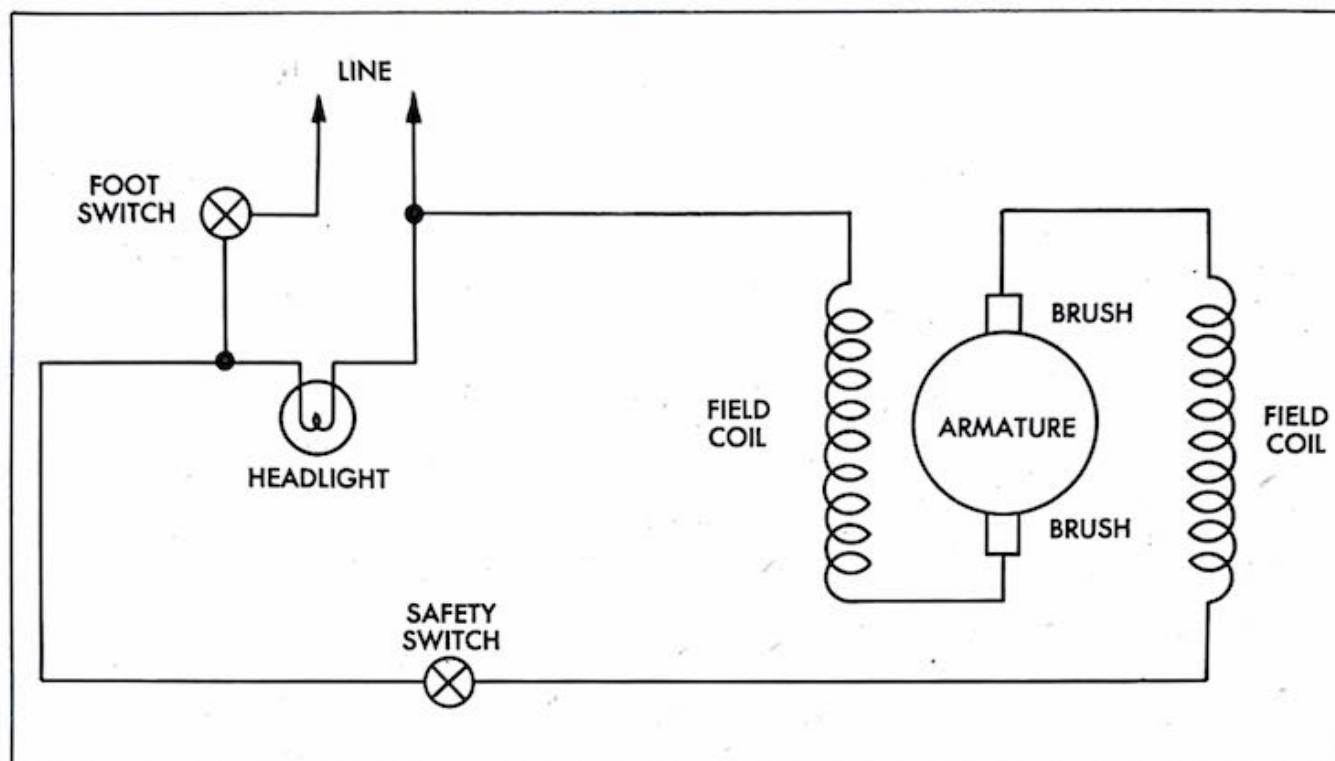 LINE
FOOT
SWITCH
BRUSH
FIELD
COIL
ARMATURE
FIELD
COIL
HEADLIGHT
BRUSH
SAFETY
SWITCH